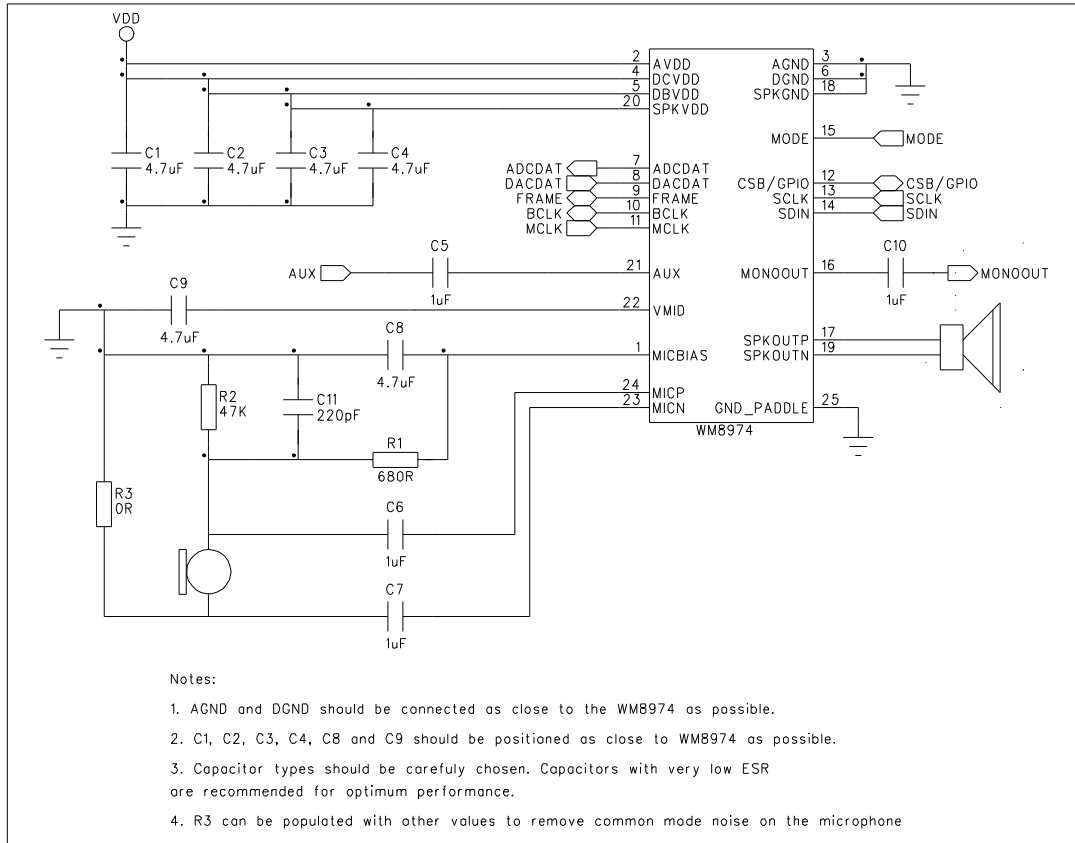 VDD
2 AVDD
4 DCVDD
5 DBVDD
20 SPKVDD
AGND 3
DGND 6
SPKGND 18
MODE 15 MODE
C1
4.7uF
C2
4.7uF
C3
4.7uF
C4
4.7uF
ADCDAT 7 ADCDAT
DACDAT 8 DACDAT
FRAME 9 FRAME
BCLK 10 BCLK
MCLK 11 MCLK
CSB/GPIO 12 CSB/GPIO
SCLK 13 SCLK
SDIN 14 SDIN
AUX
C5
1uF
21 AUX
MONOOUT 16
C10
1uF
MONOOUT
C9
4.7uF
22 VMID
C8
4.7uF
1 MICBIAS
SPKOUTP 17
SPKOUTN 19
24 MICP
23 MICN
GND_PADDLE 25
WM8974
R2
47K
C11
220pF
R1
680R
R3
0R
C6
1uF
C7
1uF
Notes:
1. AGND and DGND should be connected as close to the WM8974 as possible.
2. C1, C2, C3, C4, C8 and C9 should be positioned as close to WM8974 as possible.
3. Capacitor types should be carefuly chosen. Capacitors with very low ESR
are recommended for optimum performance.
4. R3 can be populated with other values to remove common mode noise on the microphone